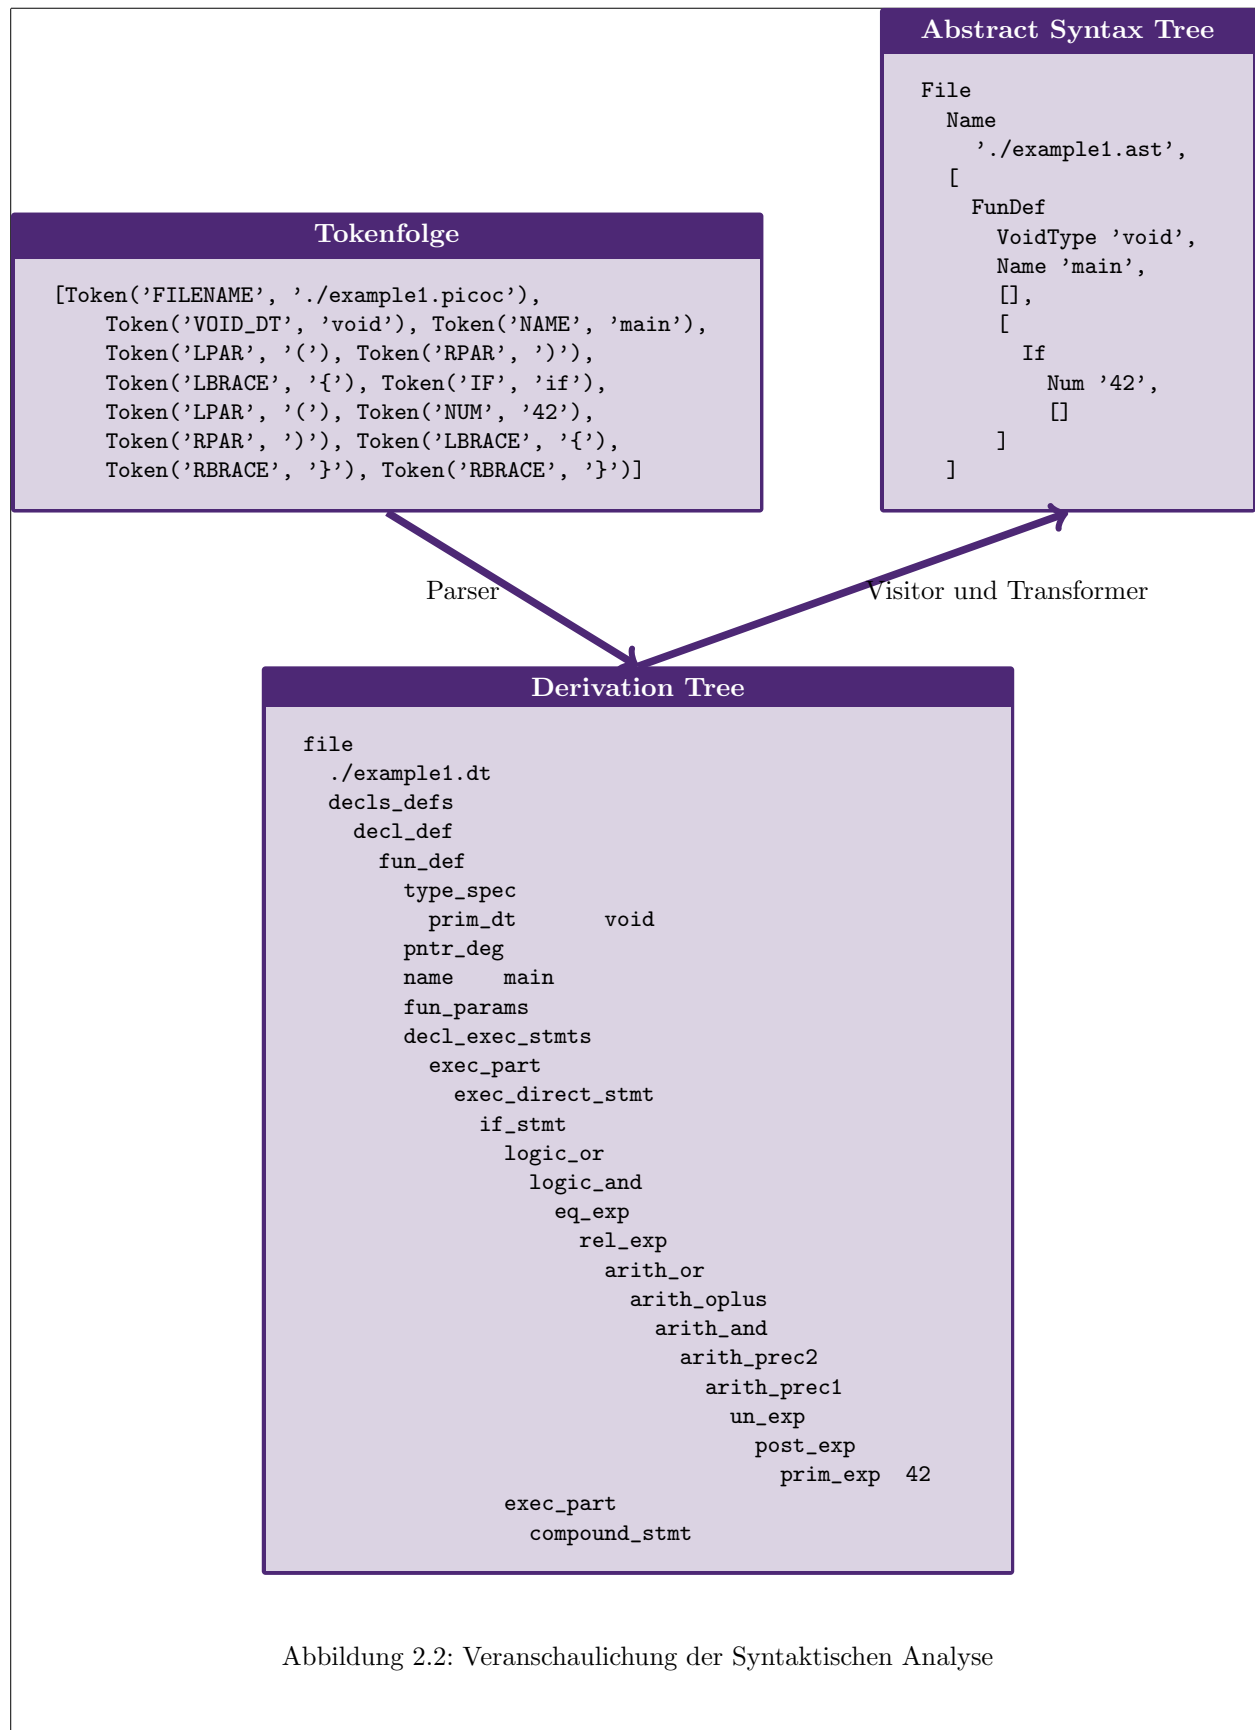 Abstract Syntax Tree
File
  Name
    './example1.ast',
  [
    FunDef
      VoidType 'void',
      Name 'main',
      [],
      [
        If
          Num '42',
          []
      ]
  ]
Tokenfolge
[Token('FILENAME', './example1.picoc'),
    Token('VOID_DT', 'void'), Token('NAME', 'main'),
    Token('LPAR', '('), Token('RPAR', ')'),
    Token('LBRACE', '{'), Token('IF', 'if'),
    Token('LPAR', '('), Token('NUM', '42'),
    Token('RPAR', ')'), Token('LBRACE', '{'),
    Token('RBRACE', '}'), Token('RBRACE', '}')]
Parser
Visitor und Transformer
Derivation Tree
file
  ./example1.dt
  decls_defs
    decl_def
      fun_def
        type_spec
          prim_dt       void
        pntr_deg
        name    main
        fun_params
        decl_exec_stmts
          exec_part
            exec_direct_stmt
              if_stmt
                logic_or
                  logic_and
                    eq_exp
                      rel_exp
                        arith_or
                          arith_oplus
                            arith_and
                              arith_prec2
                                arith_prec1
                                  un_exp
                                    post_exp
                                      prim_exp  42
                exec_part
                  compound_stmt
Abbildung 2.2: Veranschaulichung der Syntaktischen Analyse